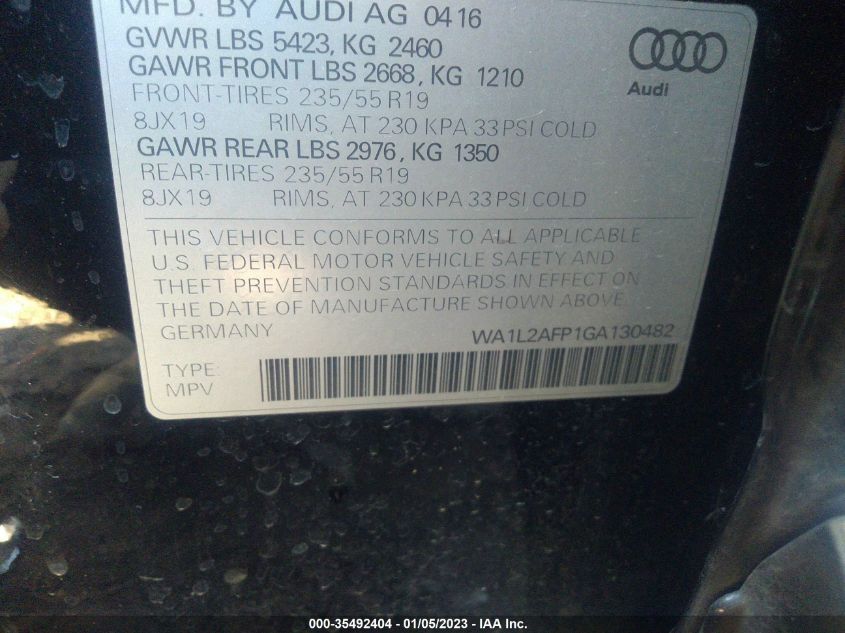 MFD. BY AUDI AG 04 16
GVWR LBS 5423, KG 2460
GAWR FRONT LBS 2668, KG 1210
FRONT-TIRES 235/55 R19
8JX19 RIMS, AT 230 KPA 33 PSI COLD
GAWR REAR LBS 2976, KG 1350
REAR-TIRES 235/55 R19
8JX19 RIMS, AT 230 KPA 33 PSI COLD
Audi
THIS VEHICLE CONFORMS TO ALL APPLICABLE
U.S. FEDERAL MOTOR VEHICLE SAFETY AND
THEFT PREVENTION STANDARDS IN EFFECT ON
THE DATE OF MANUFACTURE SHOWN ABOVE.
GERMANY WA1L2AFP1GA130482
TYPE:
MPV
000-35492404 - 01/05/2023 - IAA Inc.